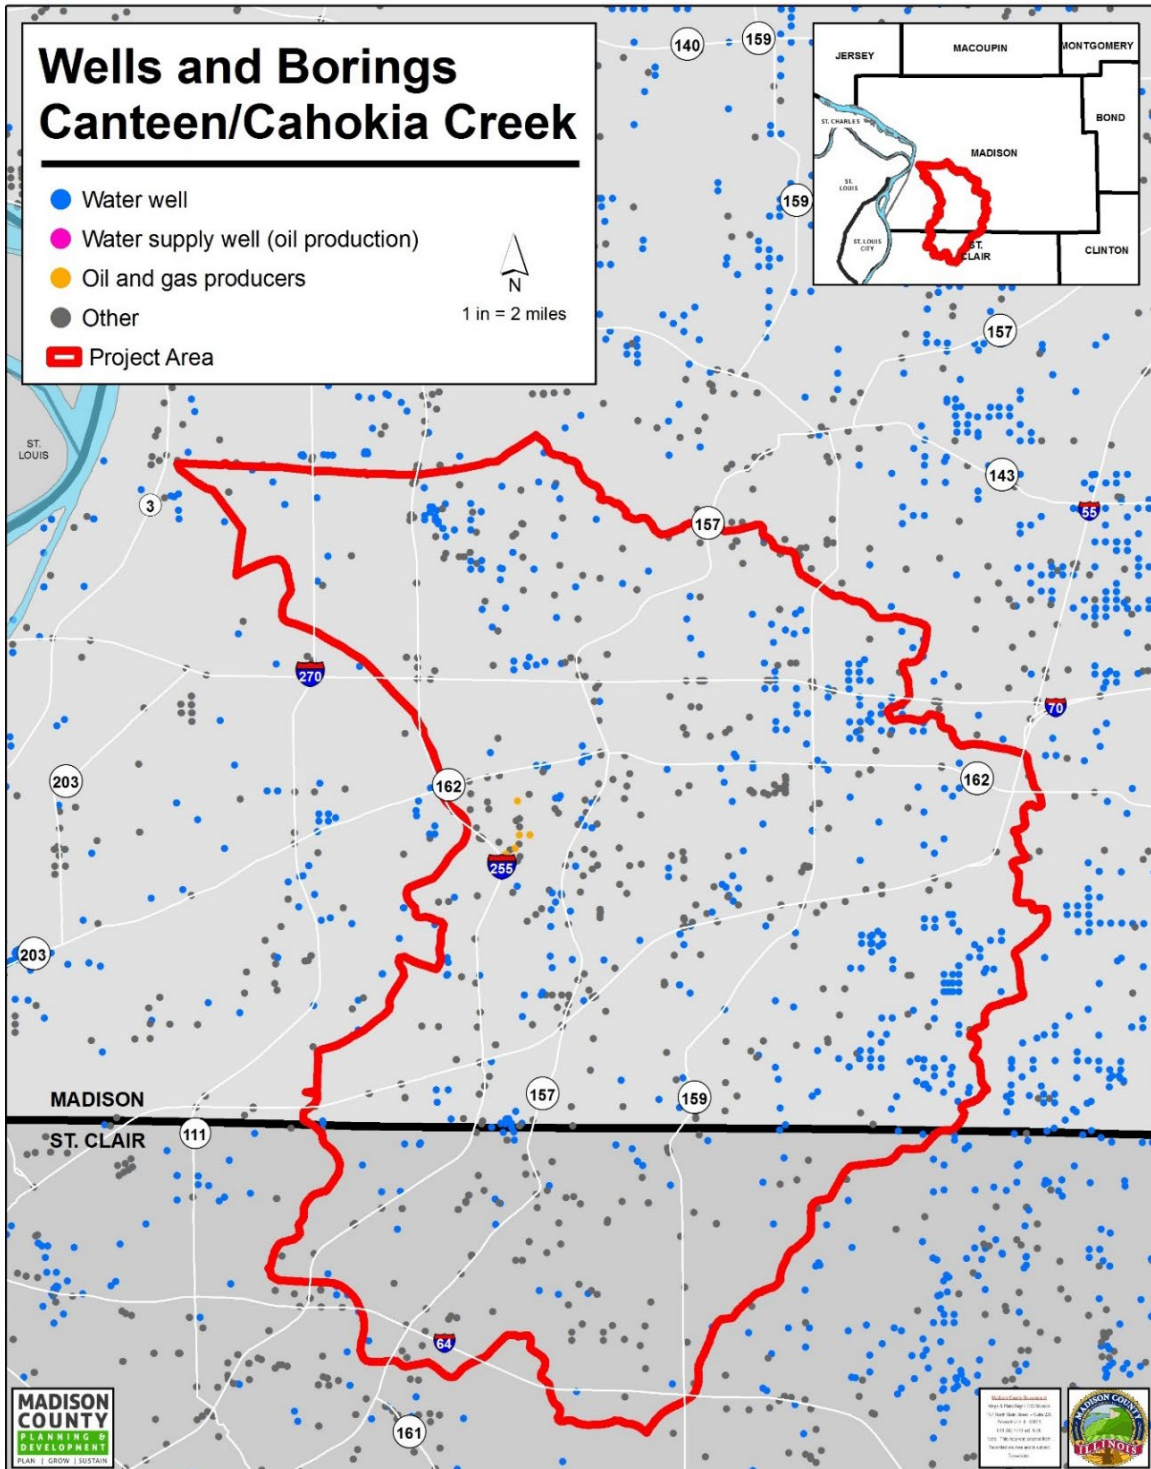 Wells and Borings
Canteen/Cahokia Creek
Water well
Water supply well (oil production)
Oil and gas producers
Other
Project Area
N
1 in = 2 miles
JERSEY
MACOUPIN
MONTGOMERY
BOND
ST. CHARLES
MADISON
ST.
LOUIS
ST. LOUIS
CITY
ST.
CLAIR
CLINTON
140
159
159
157
ST.
LOUIS
3
157
143
55
270
70
203
162
162
255
203
MADISON
ST. CLAIR
111
157
159
64
161
MADISON
COUNTY
PLANNING &
DEVELOPMENT
PLAN | GROW | SUSTAIN
MADISON COUNTY
ILLINOIS